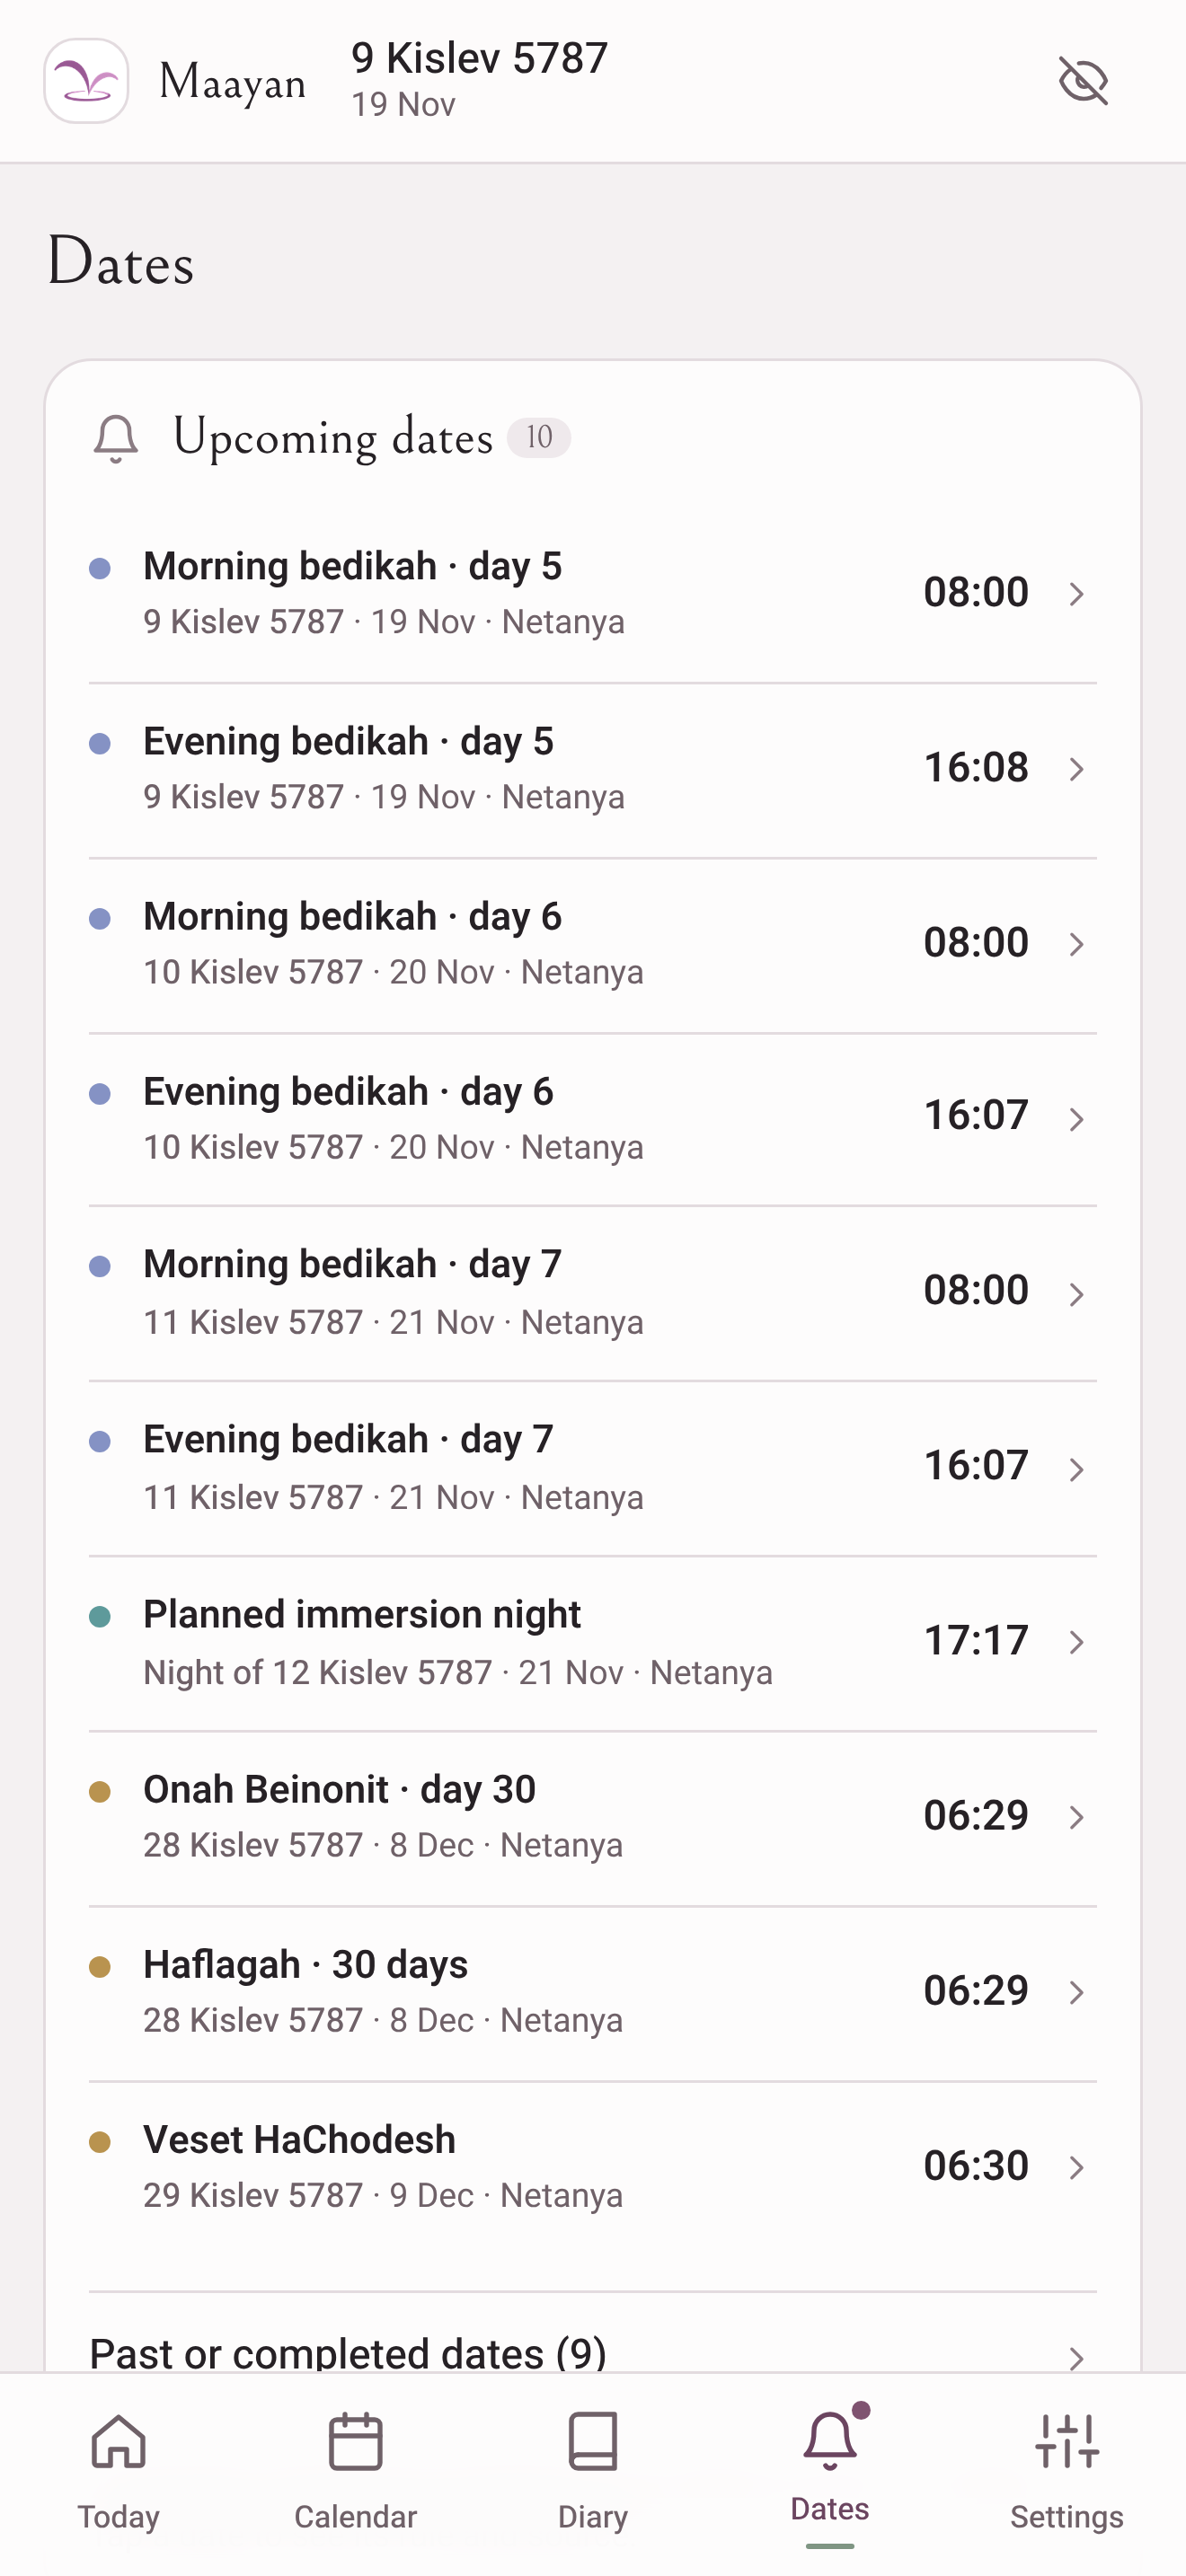 Maayan
9 Kislev 5787
19 Nov
Dates
Upcoming dates 10
Morning bedikah · day 5
9 Kislev 5787 · 19 Nov · Netanya
08:00
Evening bedikah · day 5
9 Kislev 5787 · 19 Nov · Netanya
16:08
Morning bedikah · day 6
10 Kislev 5787 · 20 Nov · Netanya
08:00
Evening bedikah · day 6
10 Kislev 5787 · 20 Nov · Netanya
16:07
Morning bedikah · day 7
11 Kislev 5787 · 21 Nov · Netanya
08:00
Evening bedikah · day 7
11 Kislev 5787 · 21 Nov · Netanya
16:07
Planned immersion night
Night of 12 Kislev 5787 · 21 Nov · Netanya
17:17
Onah Beinonit · day 30
28 Kislev 5787 · 8 Dec · Netanya
06:29
Haflagah · 30 days
28 Kislev 5787 · 8 Dec · Netanya
06:29
Veset HaChodesh
29 Kislev 5787 · 9 Dec · Netanya
06:30
Past or completed dates (9)
Today
Calendar
Diary
Dates
Settings